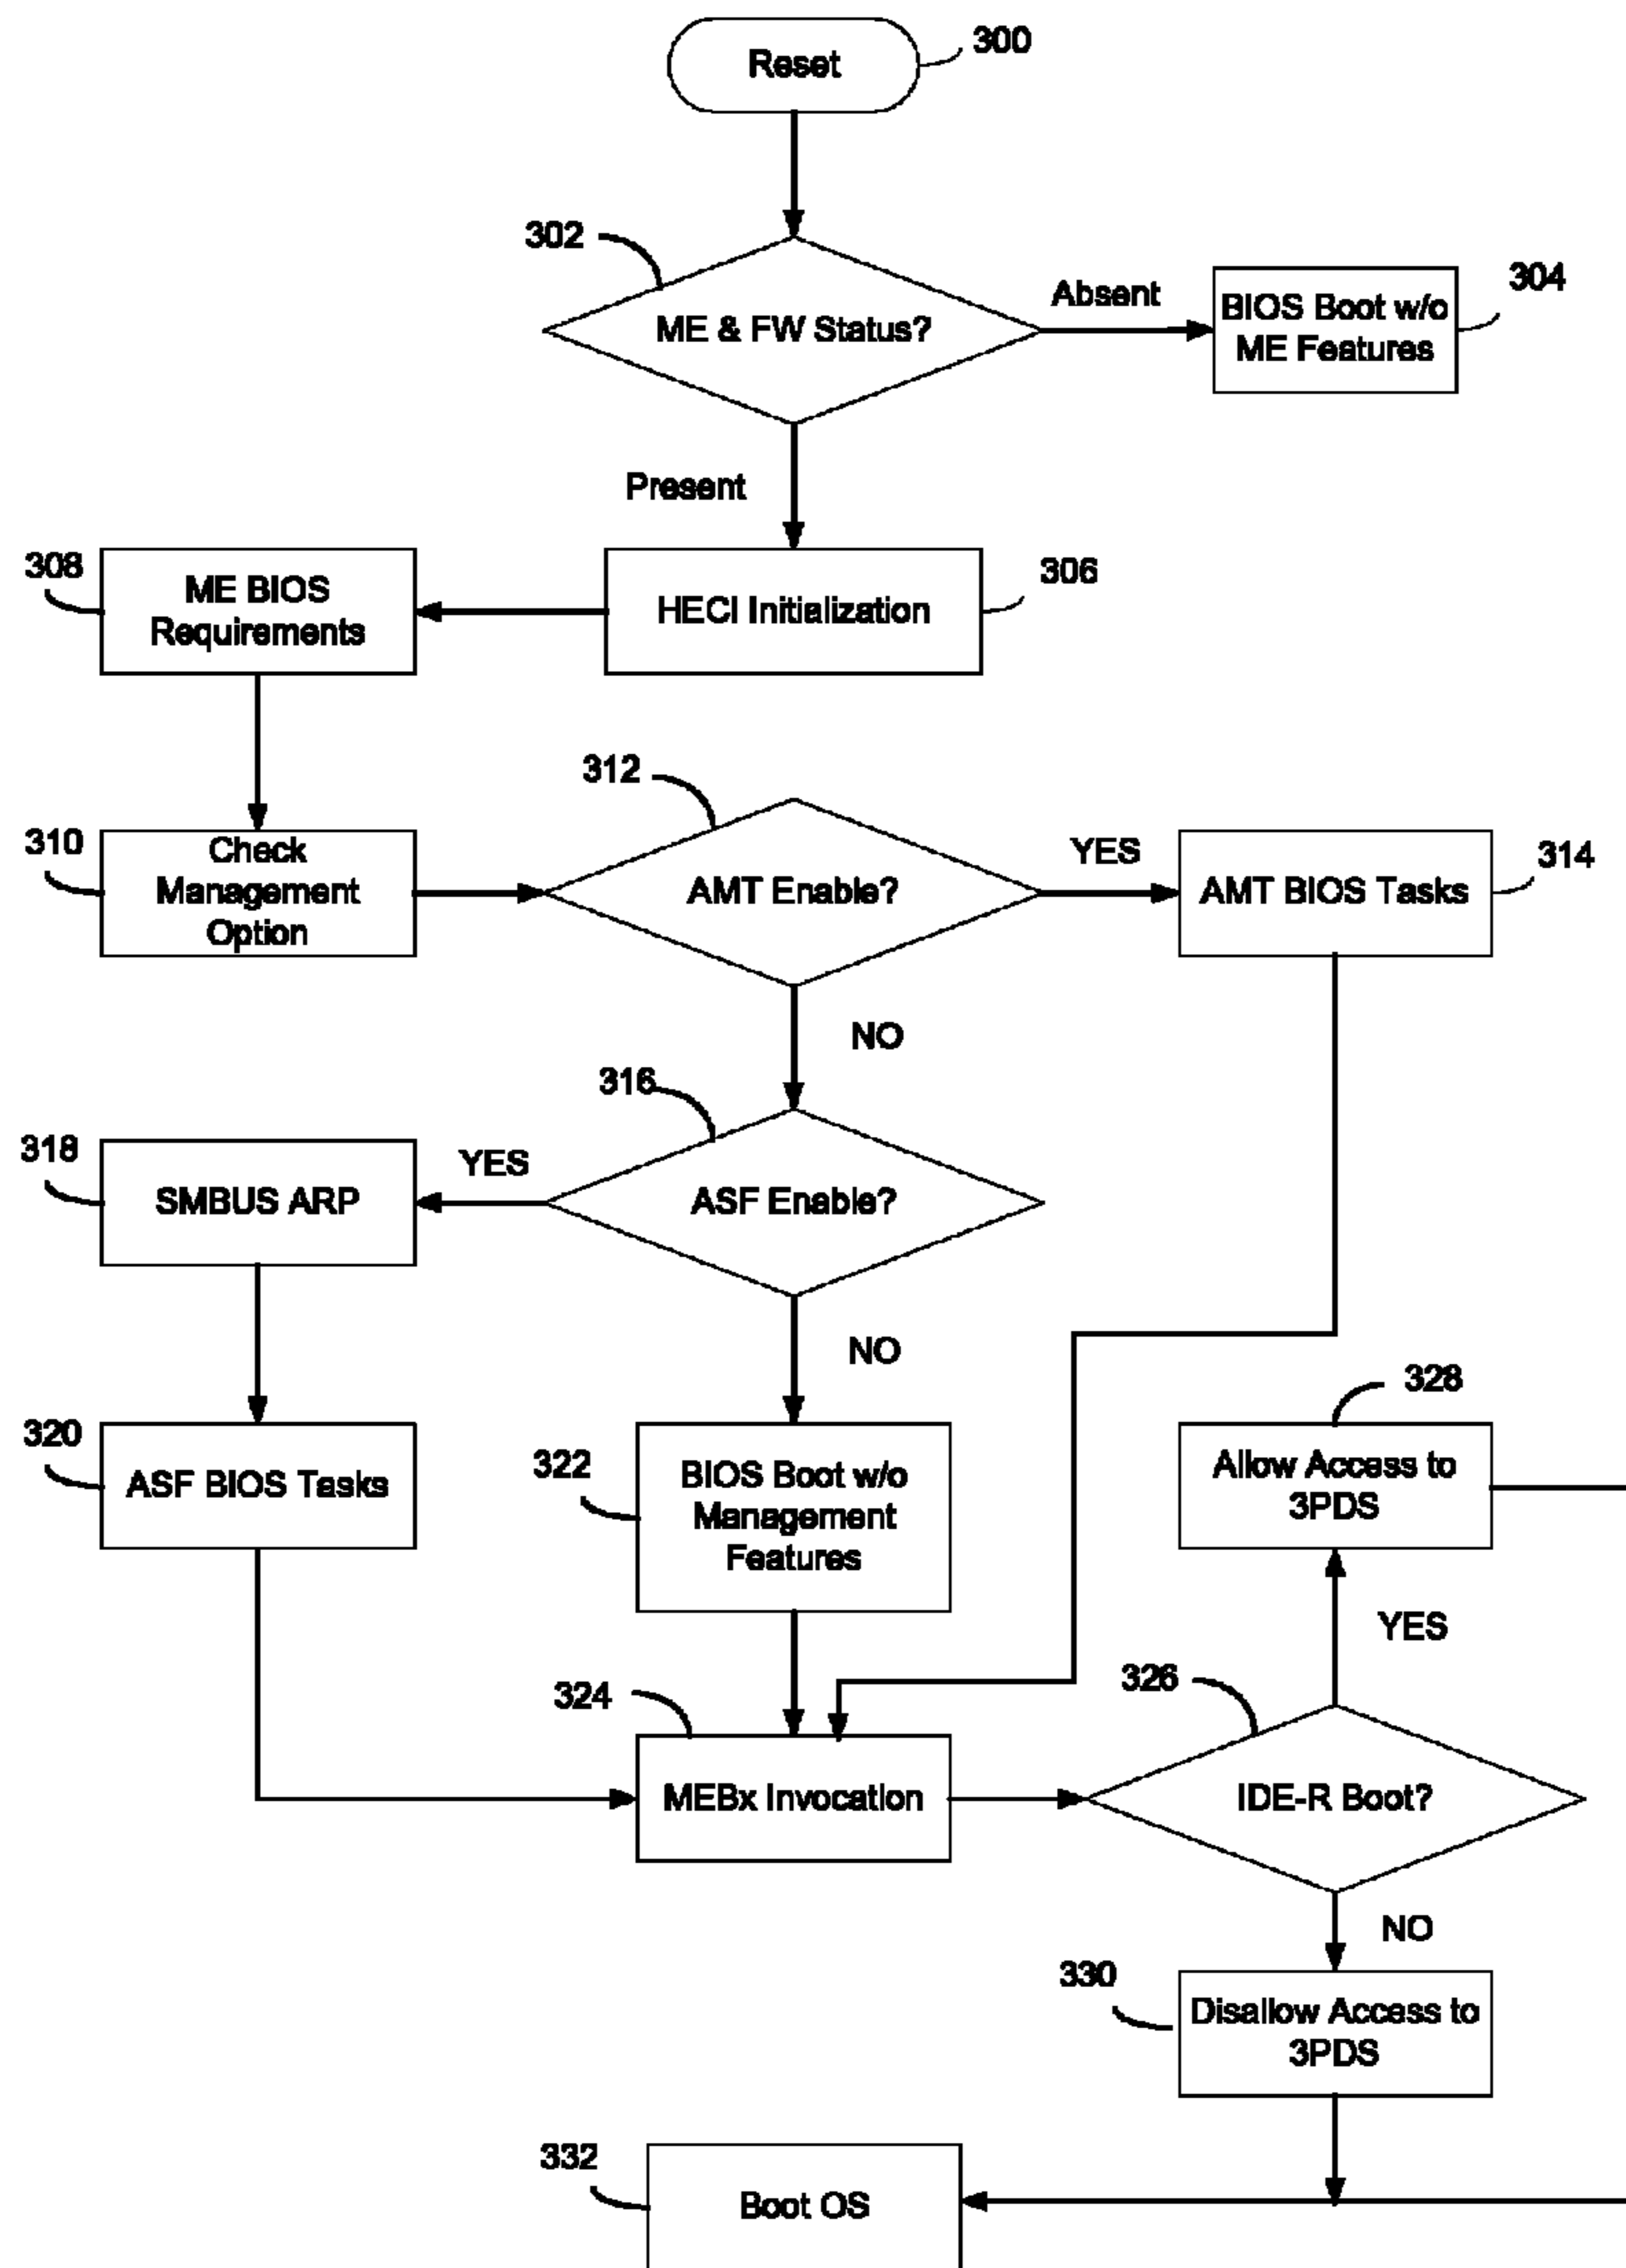 Reset
300
302
ME & FW Status?
Absent
BIOS Boot w/o
ME Features
304
Present
308
ME BIOS
Requirements
HECI Initialization
306
310
Check
Management
Option
312
AMT Enable?
YES
AMT BIOS Tasks
314
NO
316
ASF Enable?
YES
318
SMBUS ARP
NO
320
ASF BIOS Tasks
322
BIOS Boot w/o
Management
Features
328
Allow Access to
3PDS
YES
324
MEBx Invocation
326
IDE-R Boot?
NO
330
Disallow Access to
3PDS
332
Boot OS